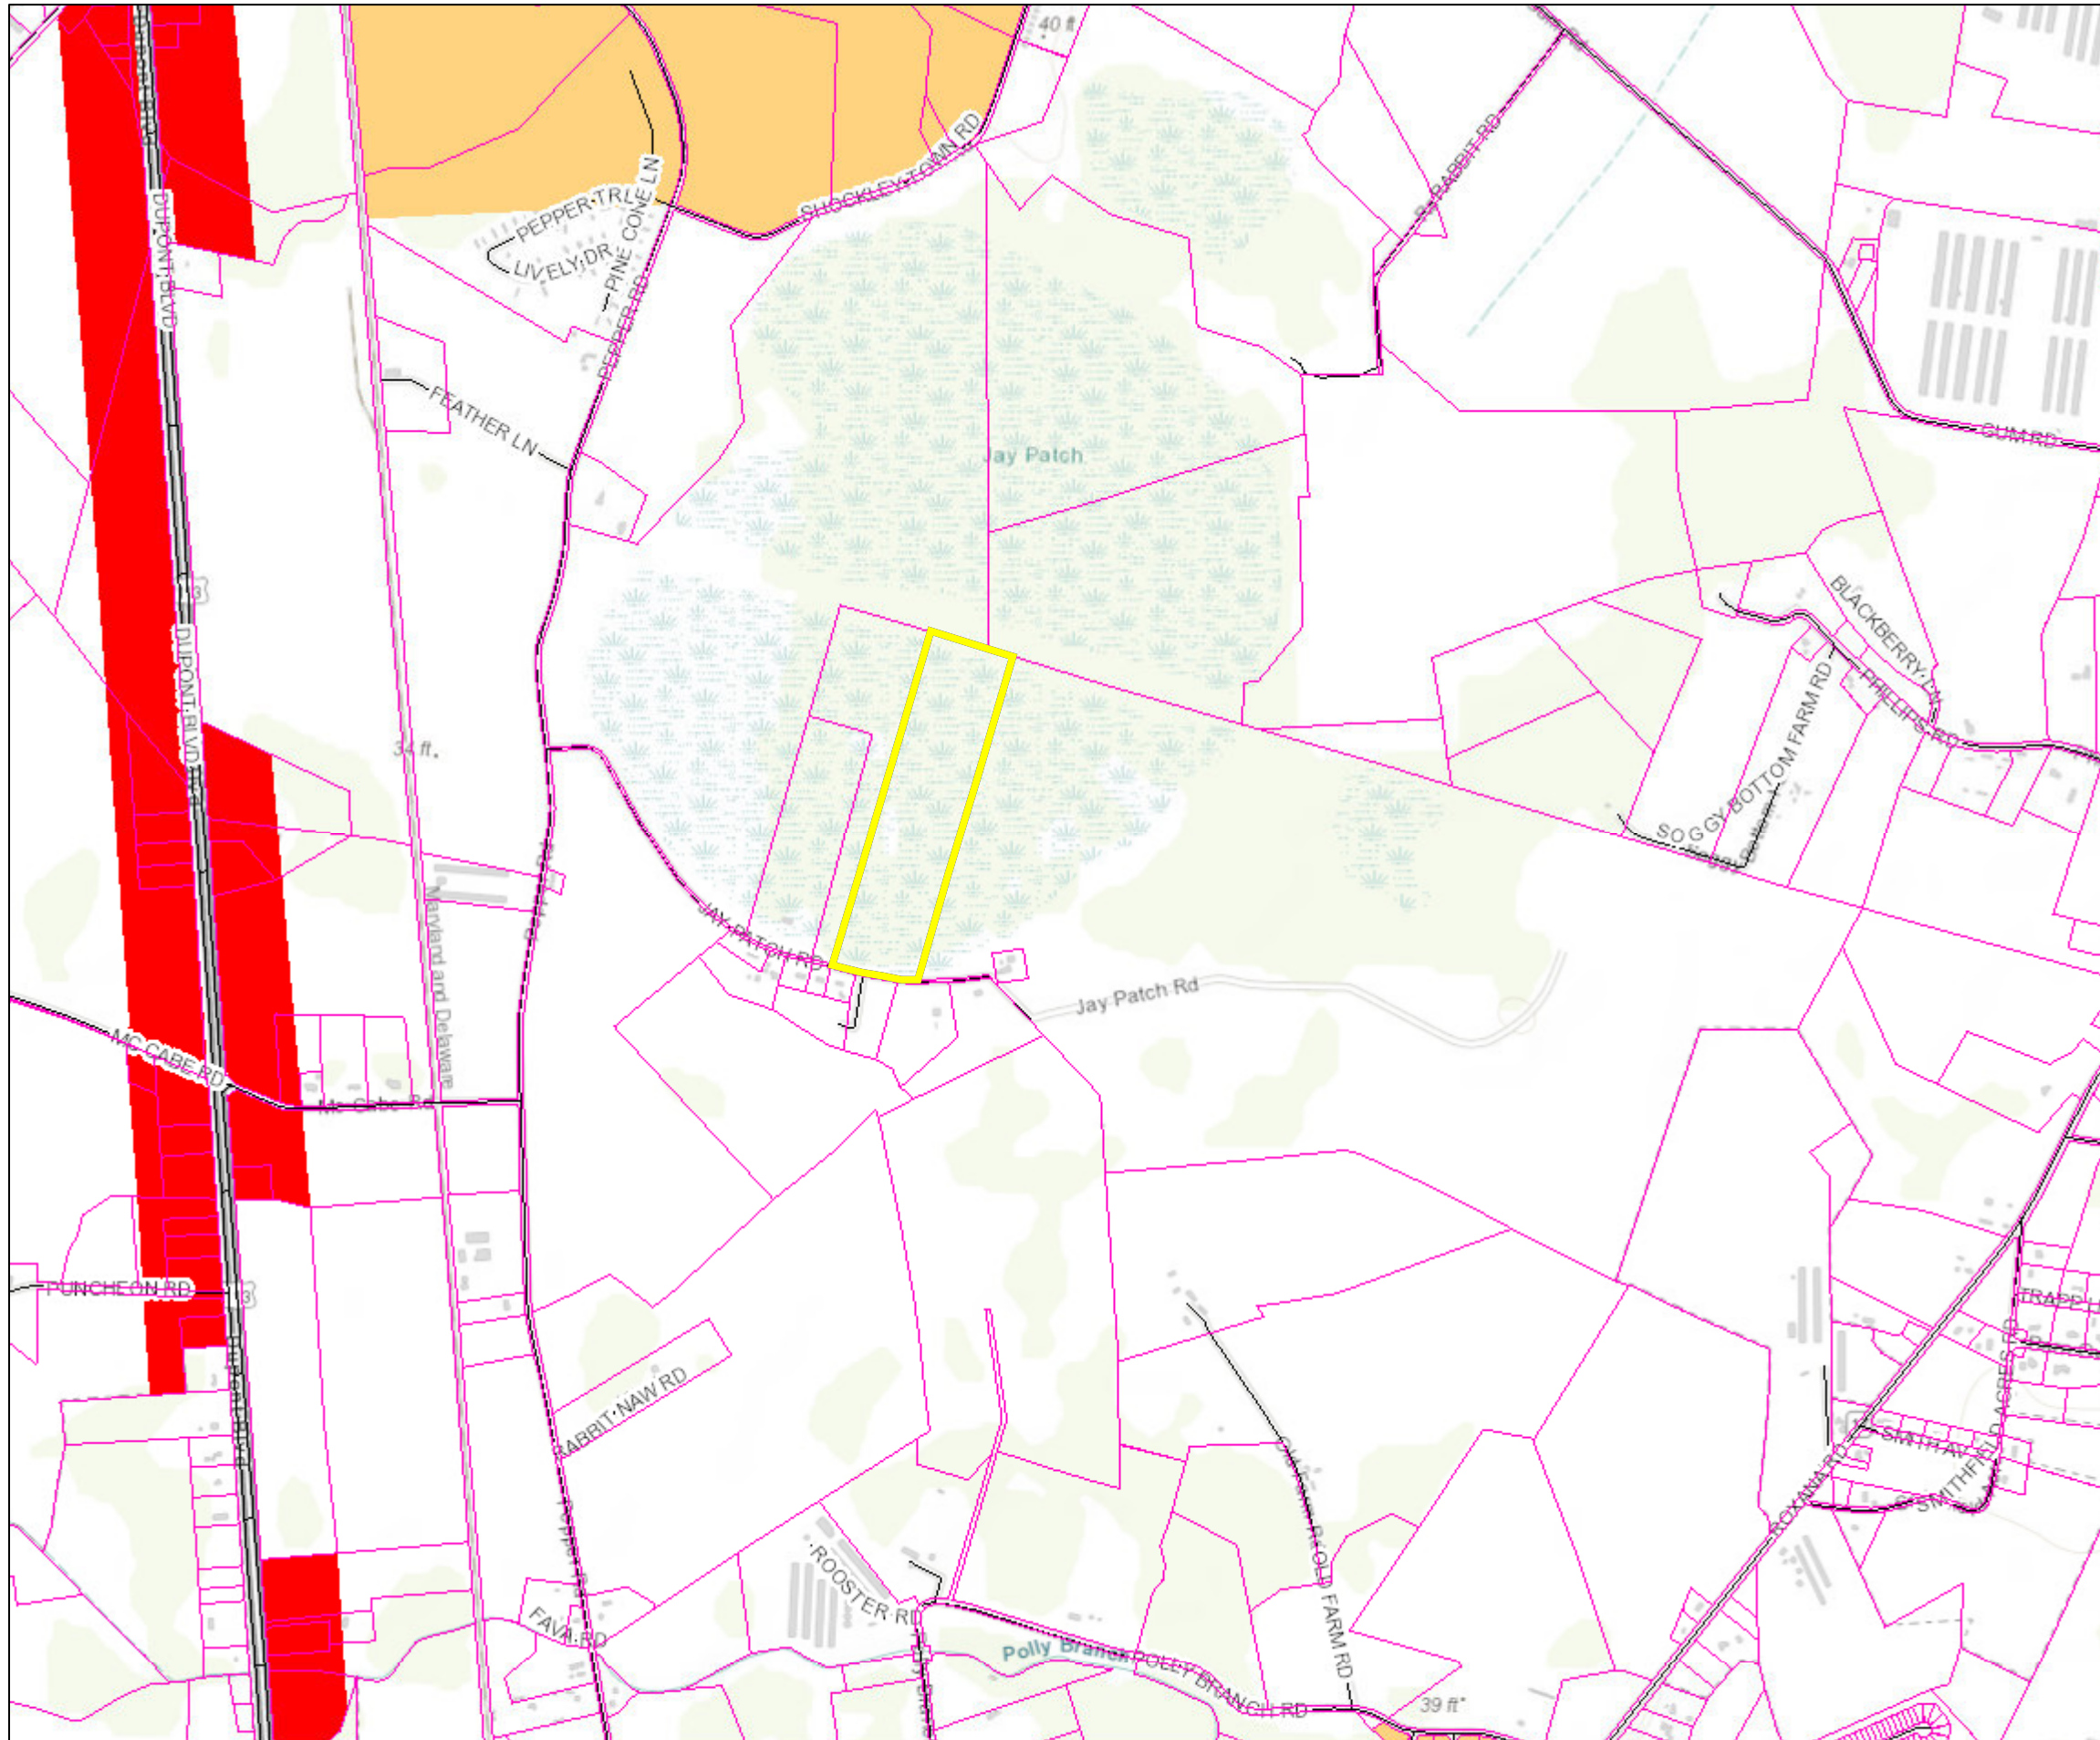 40 ft
SHOCKLEY TOWN RD
R RABBIT RD
DUPONT BLVD
PEPPER TRL
PINE CONE LN
LIVELY DR
PEPPER RD
FEATHER LN
GUM RD
Jay Patch
13
DUPONT BLVD
BLACKBERRY LN
PHILLIPS RD
SOGGY BOTTOM FARM RD
34 ft
Maryland and Delaware
JAY PATCH RD
Jay Patch Rd
MC CABE RD
Mc Cabe Rd
PUNCHEON RD
RABBIT NAW RD
SMITH AV
ROXANA RD
ROOSTER RD
OLD FARM RD
FAVA RD
Polly Branch
POLLY BRANCH RD
39 ft